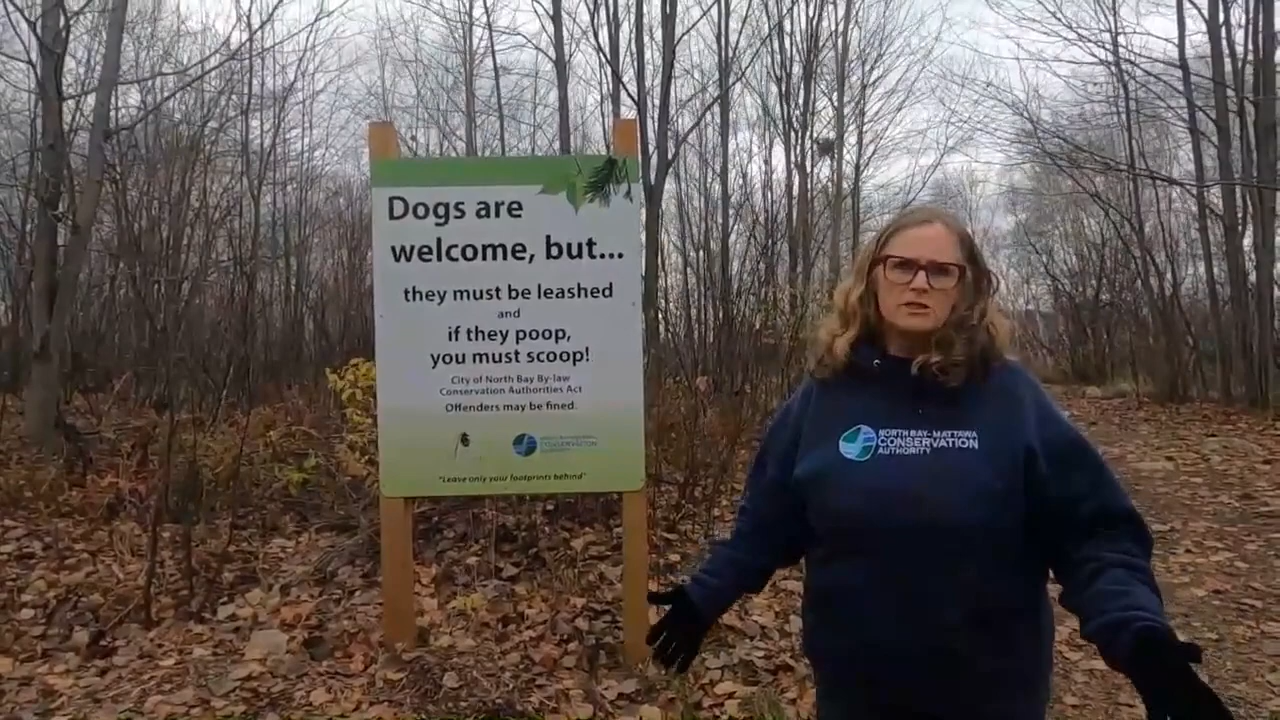 Dogs are
welcome, but...
they must be leashed
and
if they poop,
you must scoop!
City of North Bay By-law
Conservation Authorities Act
Offenders may be fined.
CONSERVATION
"Leave only your footprints behind"
NORTH BAY-MATTAWA
CONSERVATION
AUTHORITY